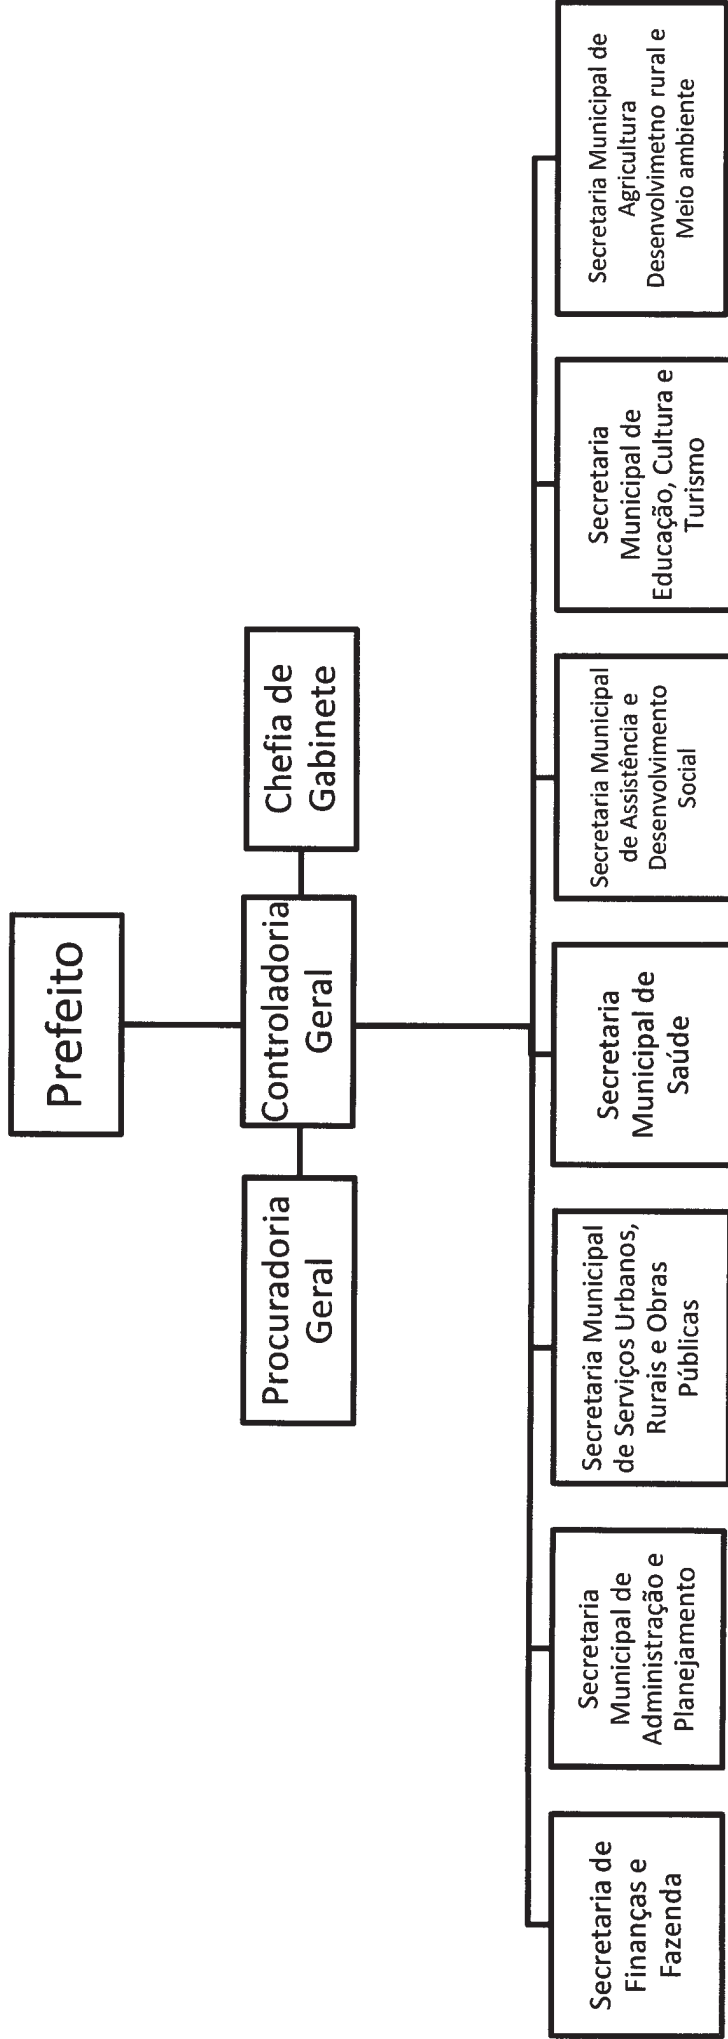 Prefeito
Procuradoria
Geral
Controladoria
Geral
Chefia de
Gabinete
Secretaria de
Finanças e
Fazenda
Secretaria
Municipal de
Administração e
Planejamento
Secretaria Municipal
de Serviços Urbanos,
Rurais e Obras
Públicas
Secretaria
Municipal de
Saúde
Secretaria Municipal
de Assistência e
Desenvolvimento
Social
Secretaria
Municipal de
Educação, Cultura e
Turismo
Secretaria Municipal de
Agricultura
Desenvolvimetno rural e
Meio ambiente